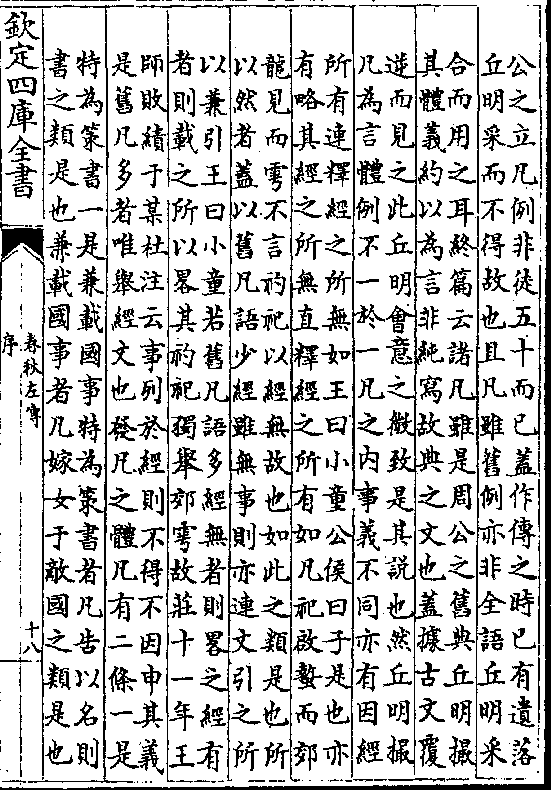 公之立凡例非徒五十而已蓋作傳之時已有遺落
丘明采而不得故也且凡雖舊例亦非全語丘明采
合而用之耳終篇云諸凡雖是周公之舊典丘明撮
其體義約以為言非純寫故典之文也蓋據古文覆
逆而見之此丘明會意之微致是其說也然丘明撮
凡為言體例不一於一凡之內事義不同亦有因經
所有連釋經之所無如王曰小童公侯曰子是也亦
有略其經之所無直釋經之所有如凡祀啟蟄而郊
龍見而雩不言礿祀以經無故也如此之類是也所
以然者蓋以舊凡語少經雖無事則亦連文引之所
以兼引王曰小童若舊凡語多經無者則畧之經有
者則載之所以畧其礿祀獨舉郊雩故莊十一年王
師敗績于某杜注云事列於經則不得不因申其義
是舊凡多者唯舉經文也發凡之體凡有二條一是
特為策書一是兼載國事特為策書者凡告以名則
書之類是也兼載國事者凡嫁女于敵國之類是也
欽定四庫全書
春秋左傳
序
十八